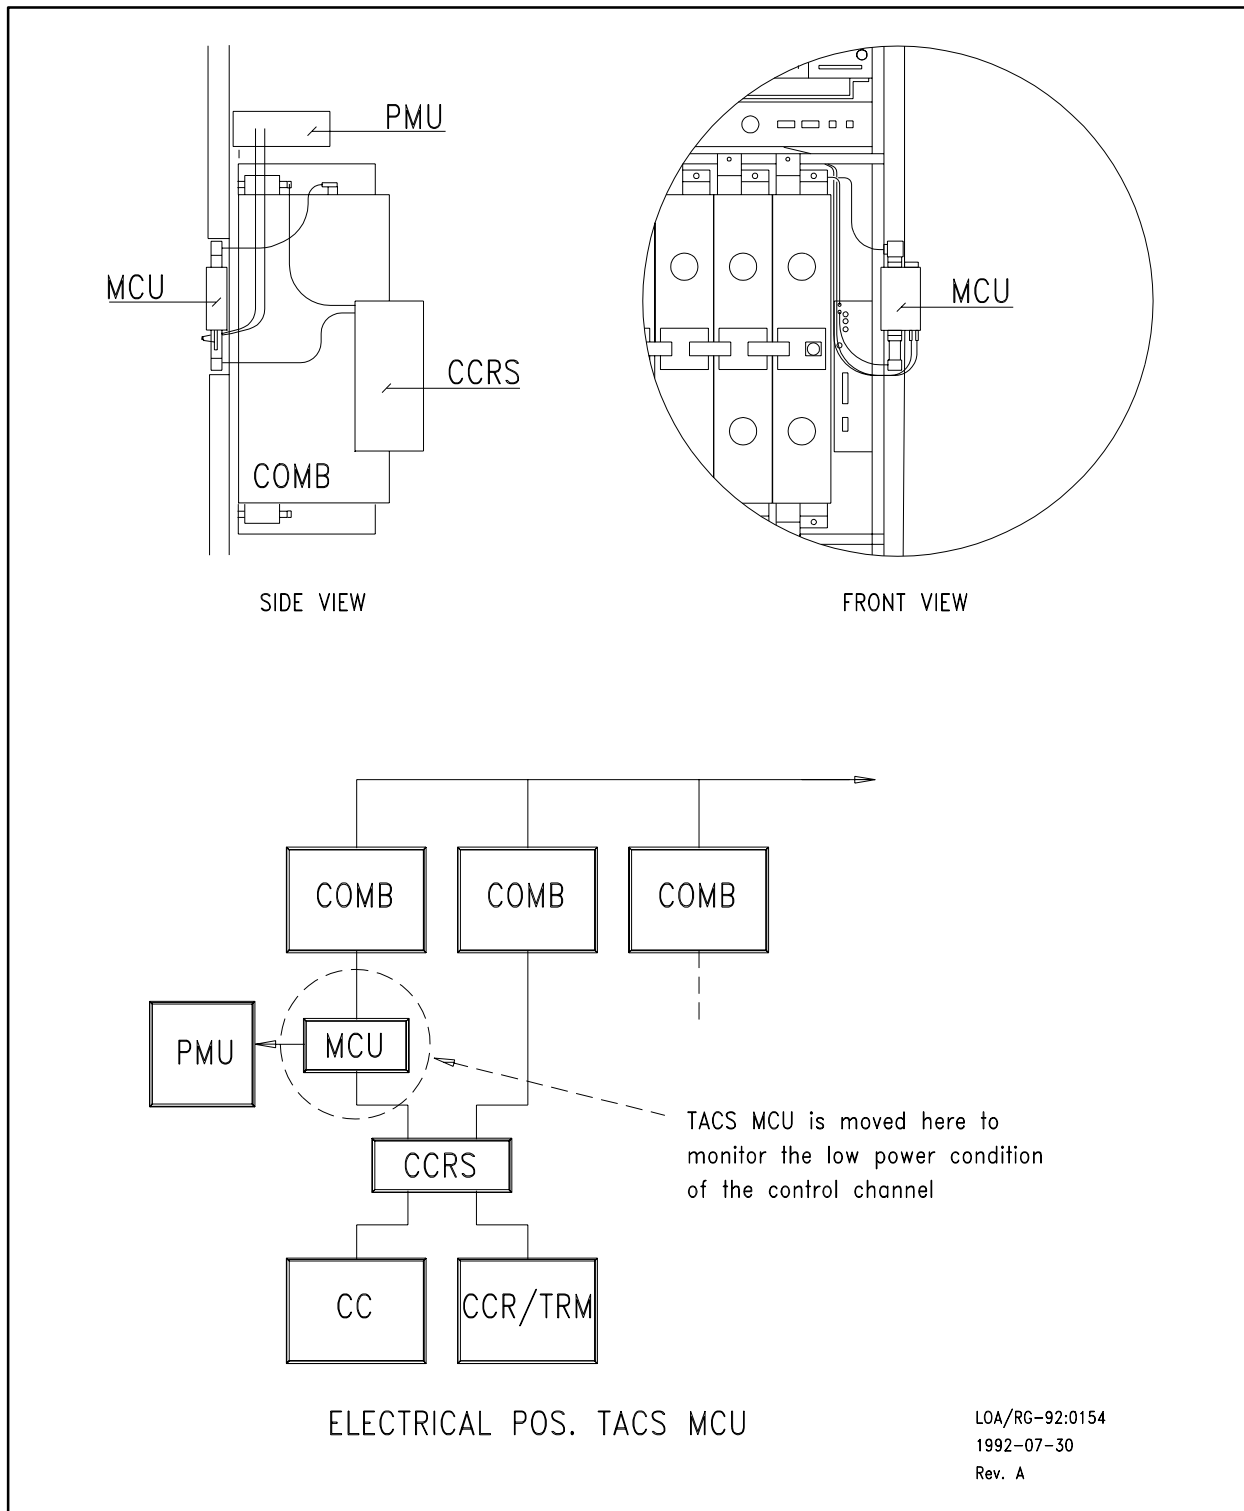 PMU
MCU
CCRS
COMB
SIDE VIEW
MCU
FRONT VIEW
COMB
COMB
COMB
PMU
MCU
TACS MCU is moved here to
monitor the low power condition
of the control channel
CCRS
CC
CCR/TRM
ELECTRICAL POS. TACS MCU
LOA/RG-92:0154
1992-07-30
Rev. A